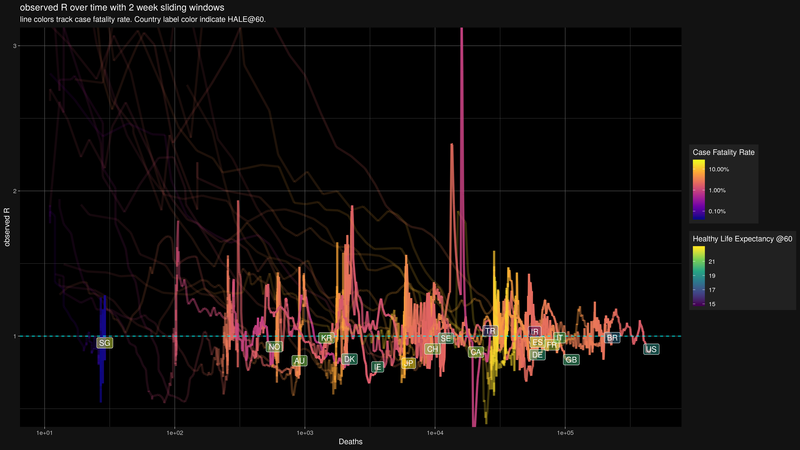 observed R over time with 2 week sliding windows
line colors track case fatality rate. Country label color indicate HALE@60.
3
2
1
observed R
1e+01 1e+02 1e+03 1e+04 1e+05
Deaths
SG
NO
AU
KR
DK
IE
JP
CH
SE
CA
TR
ES
DE
FR
IT
GB
BR
US
Case Fatality Rate
10.00%
1.00%
0.10%
Healthy Life Expectancy @60
21
19
17
15